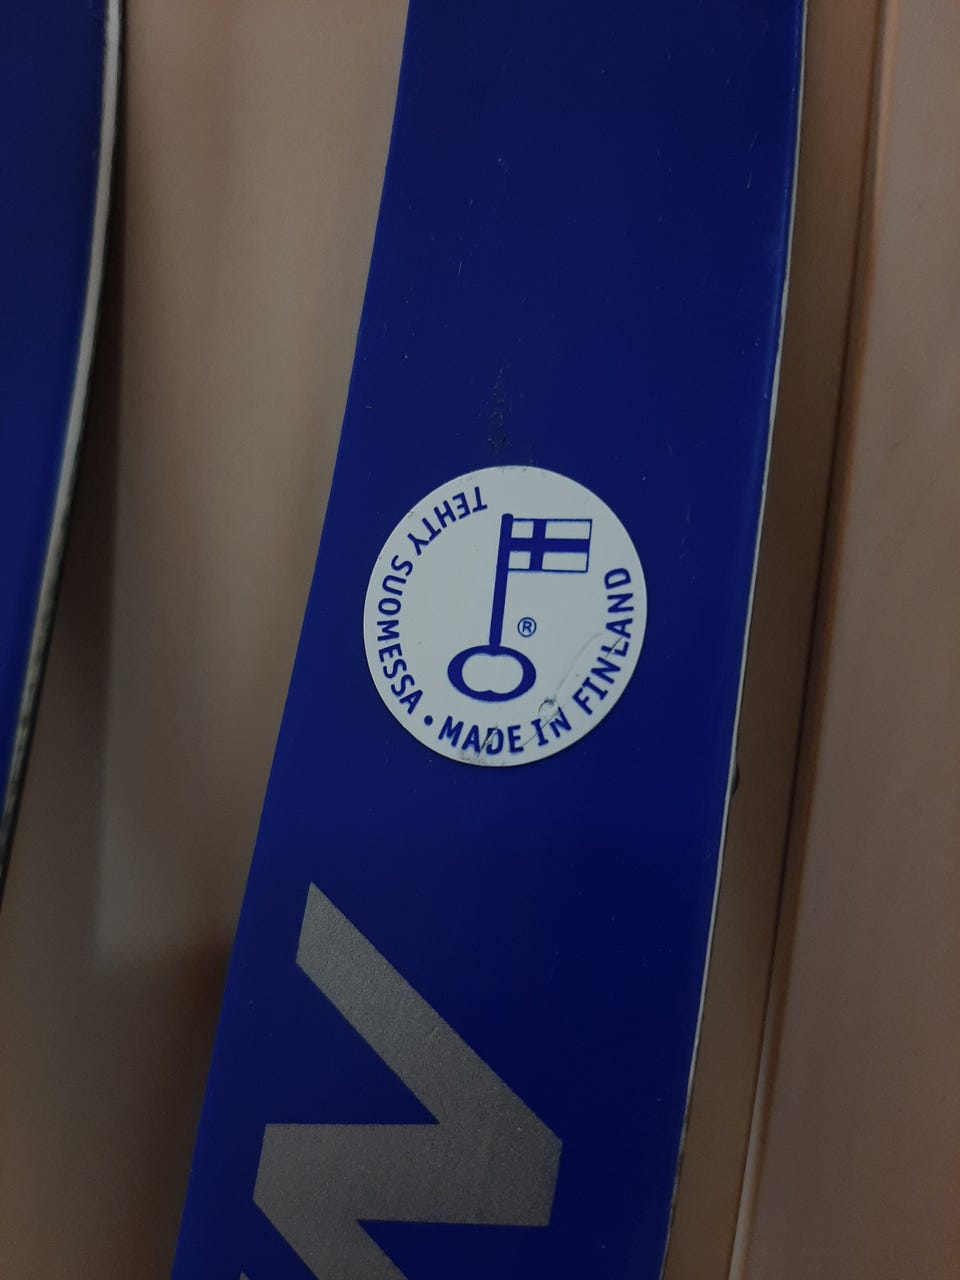 TEHTY SUOMESSA • MADE IN FINLAND
®